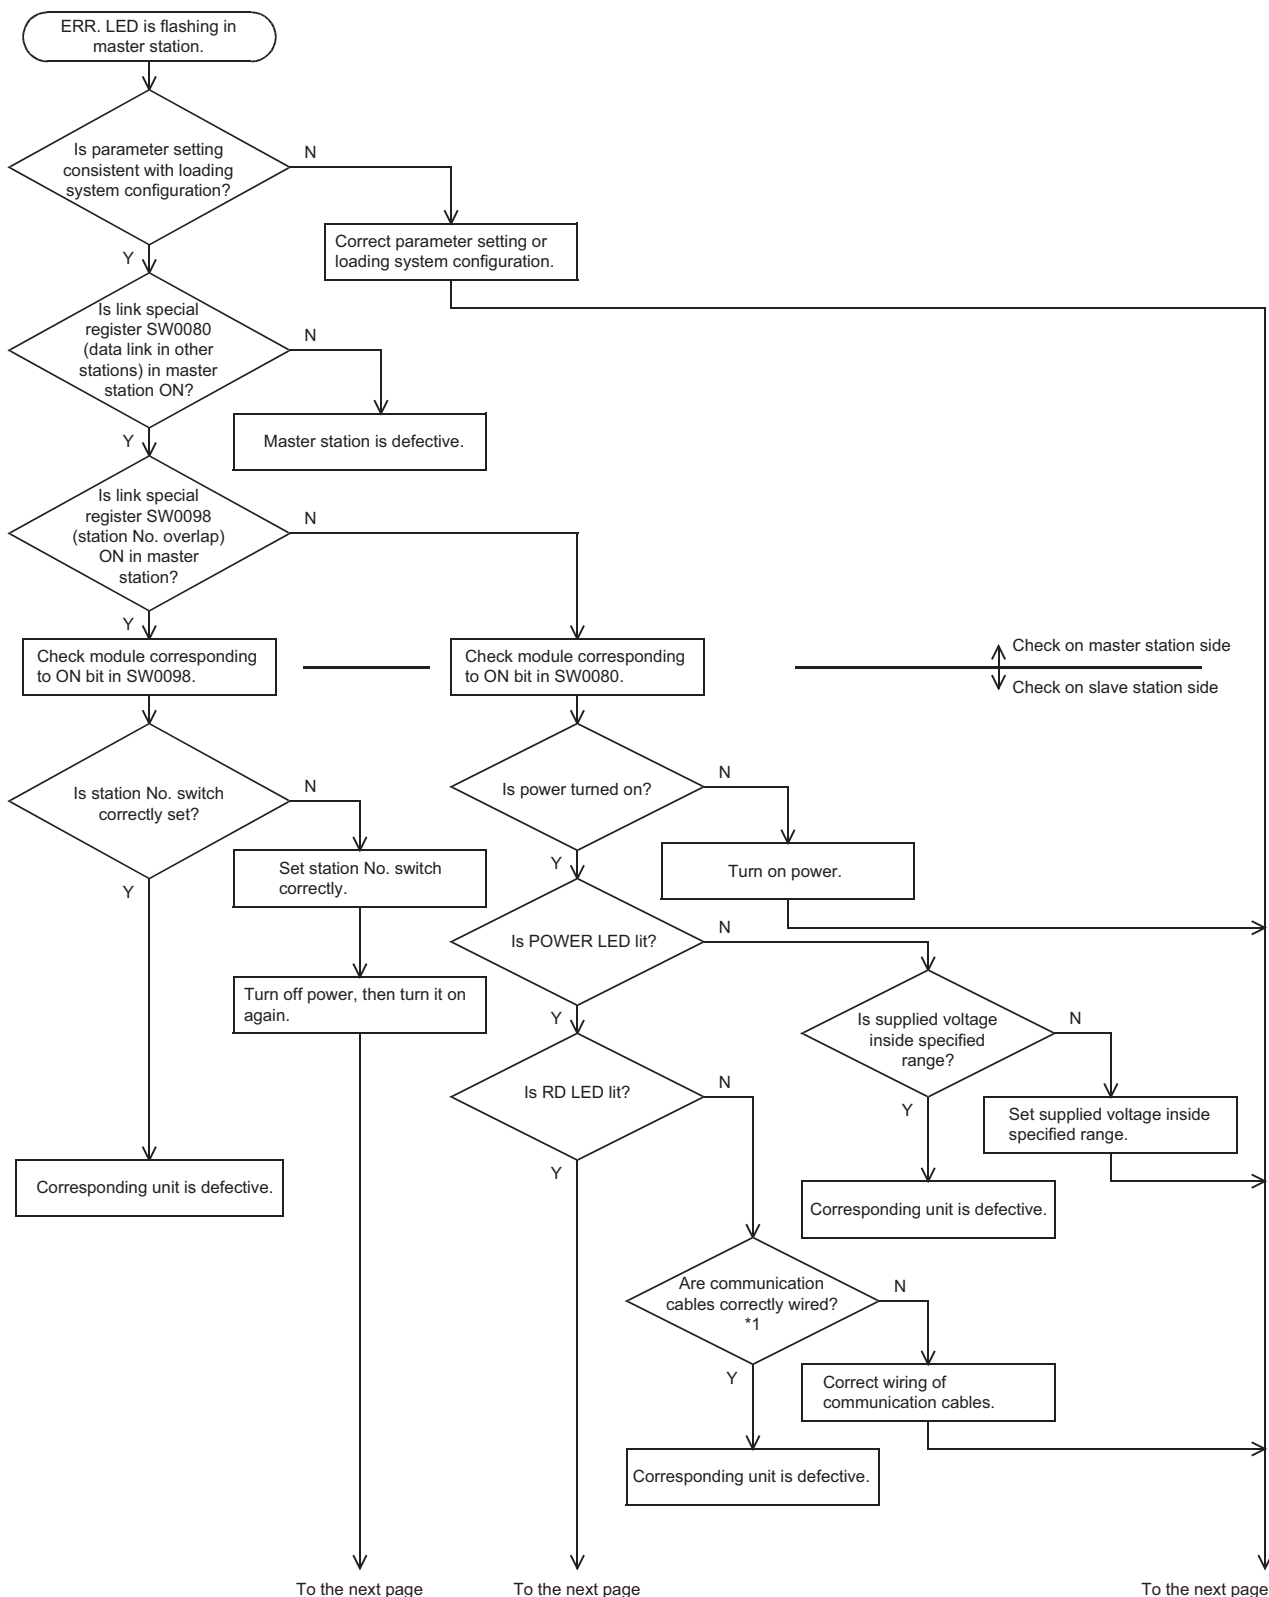 ERR. LED is flashing in
master station.
Is parameter setting
consistent with loading
system configuration?
N
Y
Correct parameter setting or
loading system configuration.
Is link special
register SW0080
(data link in other
stations) in master
station ON?
N
Y
Master station is defective.
Is link special
register SW0098
(station No. overlap)
ON in master
station?
N
Y
Check module corresponding
to ON bit in SW0098.
Check module corresponding
to ON bit in SW0080.
Check on master station side
Check on slave station side
Is station No. switch
correctly set?
N
Y
Set station No. switch
correctly.
Turn off power, then turn it on
again.
Corresponding unit is defective.
Is power turned on?
N
Y
Turn on power.
Is POWER LED lit?
N
Y
Is supplied voltage
inside specified
range?
N
Y
Set supplied voltage inside
specified range.
Corresponding unit is defective.
Is RD LED lit?
N
Y
Are communication
cables correctly wired?
*1
N
Y
Correct wiring of
communication cables.
Corresponding unit is defective.
To the next page
To the next page
To the next page